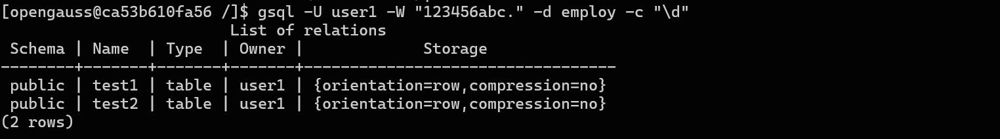 [opengauss@ca53b610fa56 /]$ gsql -U user1 -W "123456abc." -d employ -c "\d"
                         List of relations
 Schema | Name  | Type  | Owner |             Storage
--------+-------+-------+-------+----------------------------------
 public | test1 | table | user1 | {orientation=row,compression=no}
 public | test2 | table | user1 | {orientation=row,compression=no}
(2 rows)